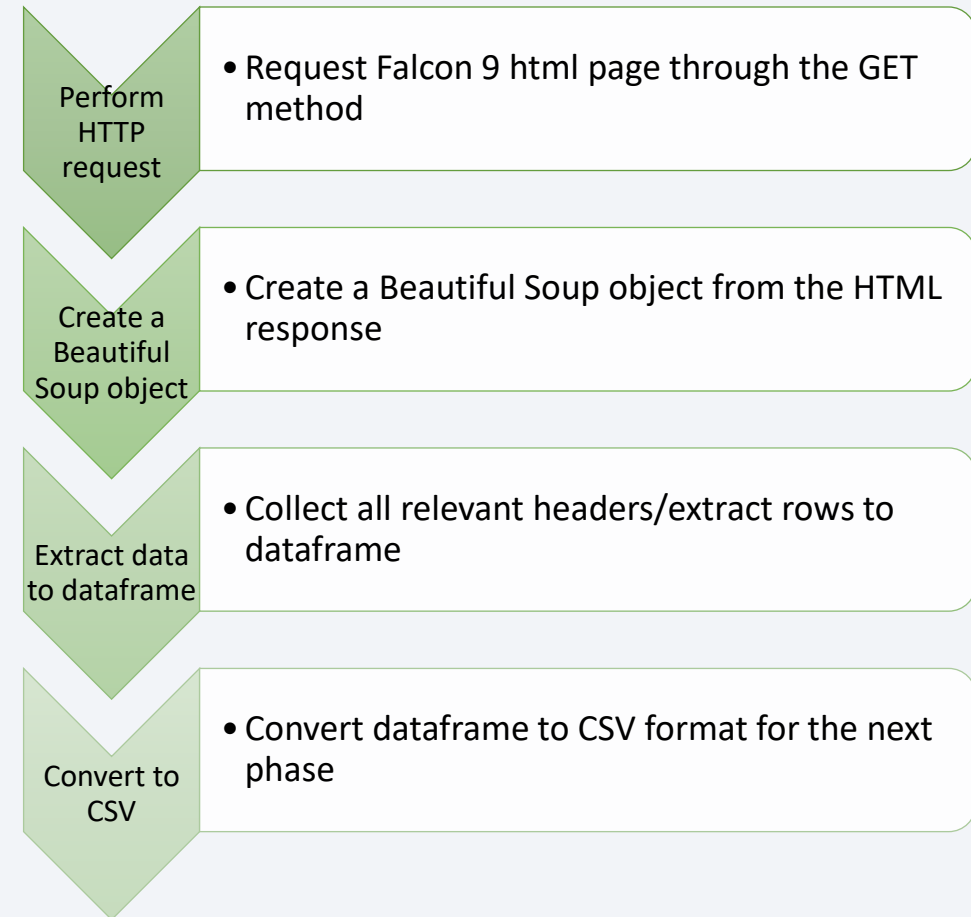 Perform
HTTP
request
• Request Falcon 9 html page through the GET
method
Create a
Beautiful
Soup object
• Create a Beautiful Soup object from the HTML
response
Extract data
to dataframe
• Collect all relevant headers/extract rows to
dataframe
Convert to
CSV
• Convert dataframe to CSV format for the next
phase